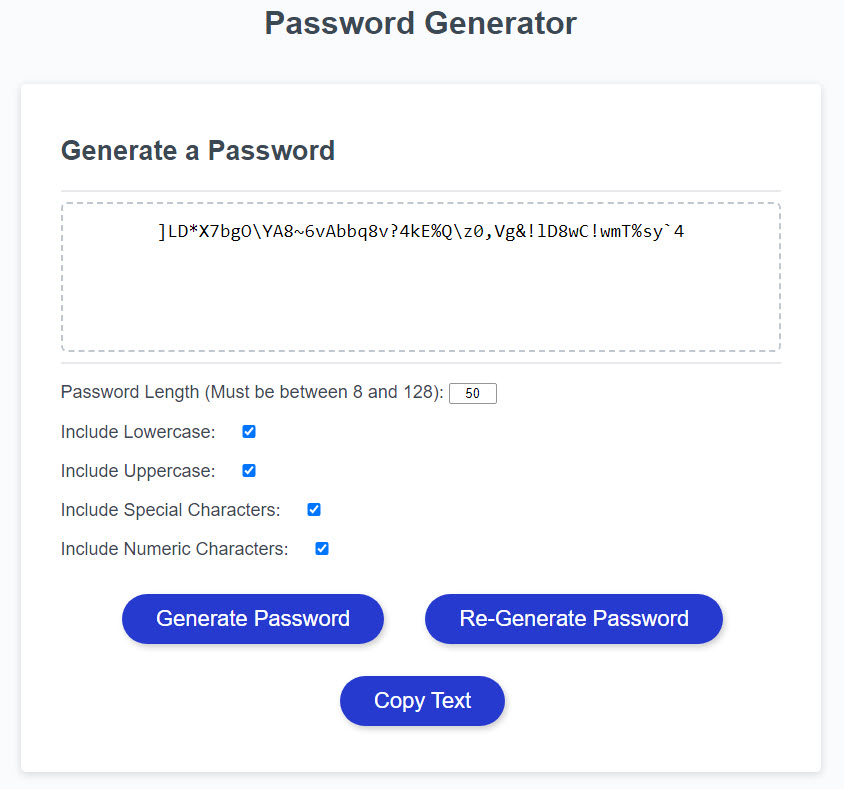 Password Generator
Generate a Password
]LD*X7bgO\YA8~6vAbbq8v?4kE%Q\z0,Vg&!lD8wC!wmT%sy`4
Password Length (Must be between 8 and 128): 50
Include Lowercase:
Include Uppercase:
Include Special Characters:
Include Numeric Characters:
Generate Password
Re-Generate Password
Copy Text